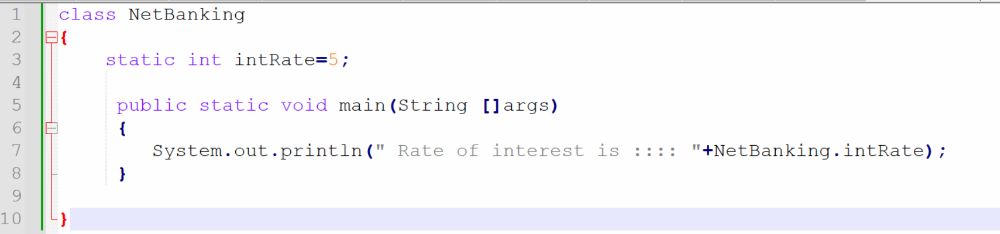 1 class NetBanking
2 {
3 static int intRate=5;
4
5 public static void main(String []args)
6 {
7 System.out.println(" Rate of interest is :::: "+NetBanking.intRate);
8 }
9
10 }